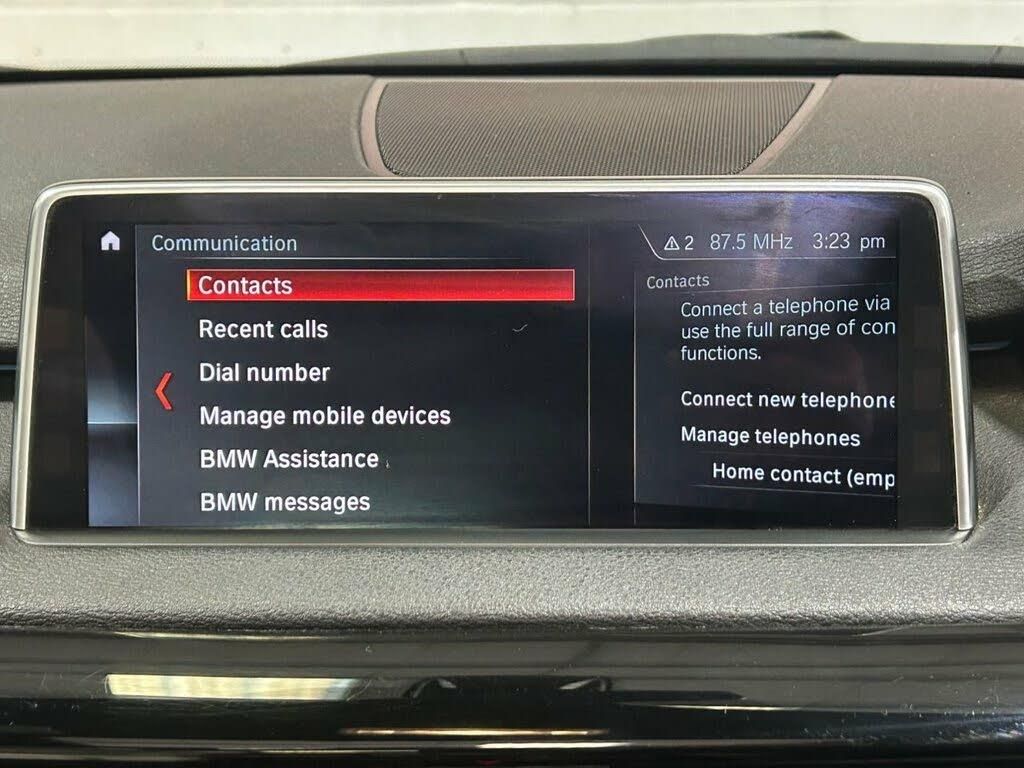 Communication
2 87.5 MHz 3:23 pm
Contacts
Recent calls
Dial number
Manage mobile devices
BMW Assistance
BMW messages
Contacts
Connect a telephone via
use the full range of con
functions.
Connect new telephone
Manage telephones
Home contact (emp